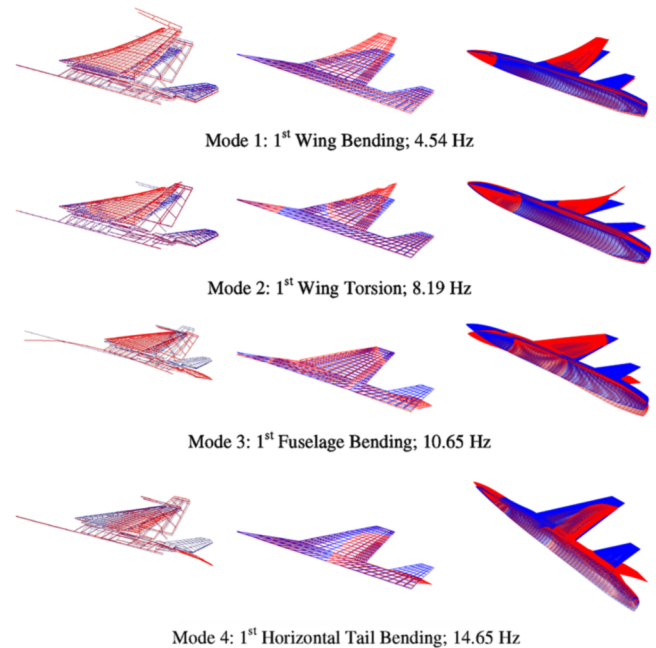 Mode 1: 1st Wing Bending; 4.54 Hz
Mode 2: 1st Wing Torsion; 8.19 Hz
Mode 3: 1st Fuselage Bending; 10.65 Hz
Mode 4: 1st Horizontal Tail Bending; 14.65 Hz